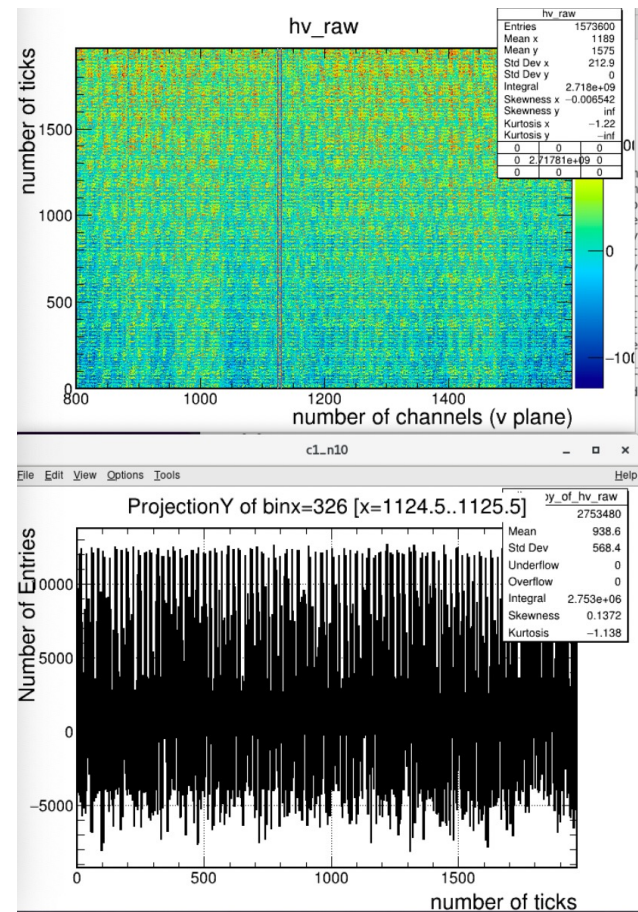 hv_raw
hv_raw
Entries 1573600
Mean x 1189
Mean y 1575
Std Dev x 212.9
Std Dev y 0
Integral 2.718e+09
Skewness x −0.006542
Skewness y inf
Kurtosis x −1.22
Kurtosis y −inf
0 0 0
0 2.71781e+09 0
0 0 0
number of ticks
1500
1000
500
0
0
−100
800 1000 1200 1400
number of channels (v plane)
c1_n10
File Edit View Options Tools Help
ProjectionY of binx=326 [x=1124.5..1125.5]
py_of_hv_raw
2753480
Mean 938.6
Std Dev 568.4
Underflow 0
Overflow 0
Integral 2.753e+06
Skewness 0.1372
Kurtosis −1.138
Number of Entries
10000
5000
0
−5000
0 500 1000 1500
number of ticks